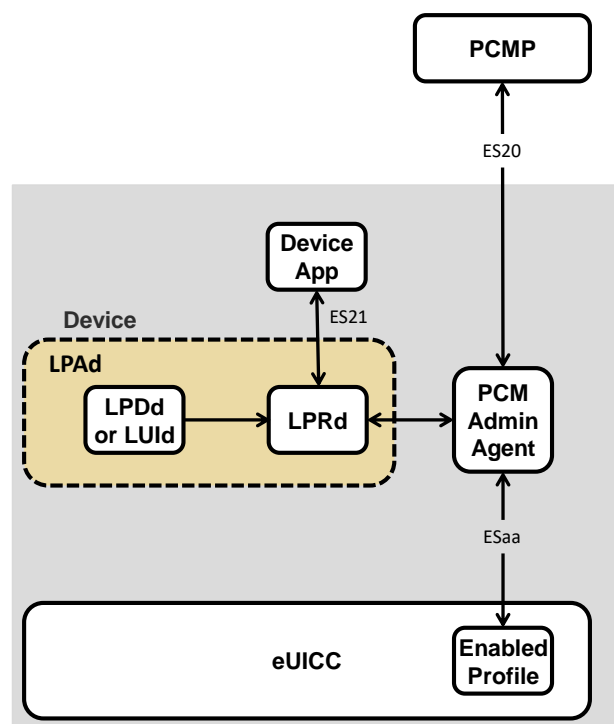 PCMP
ES20
Device
App
ES21
Device
LPAd
LPDd
or LUId
LPRd
PCM
Admin
Agent
ESaa
eUICC
Enabled
Profile